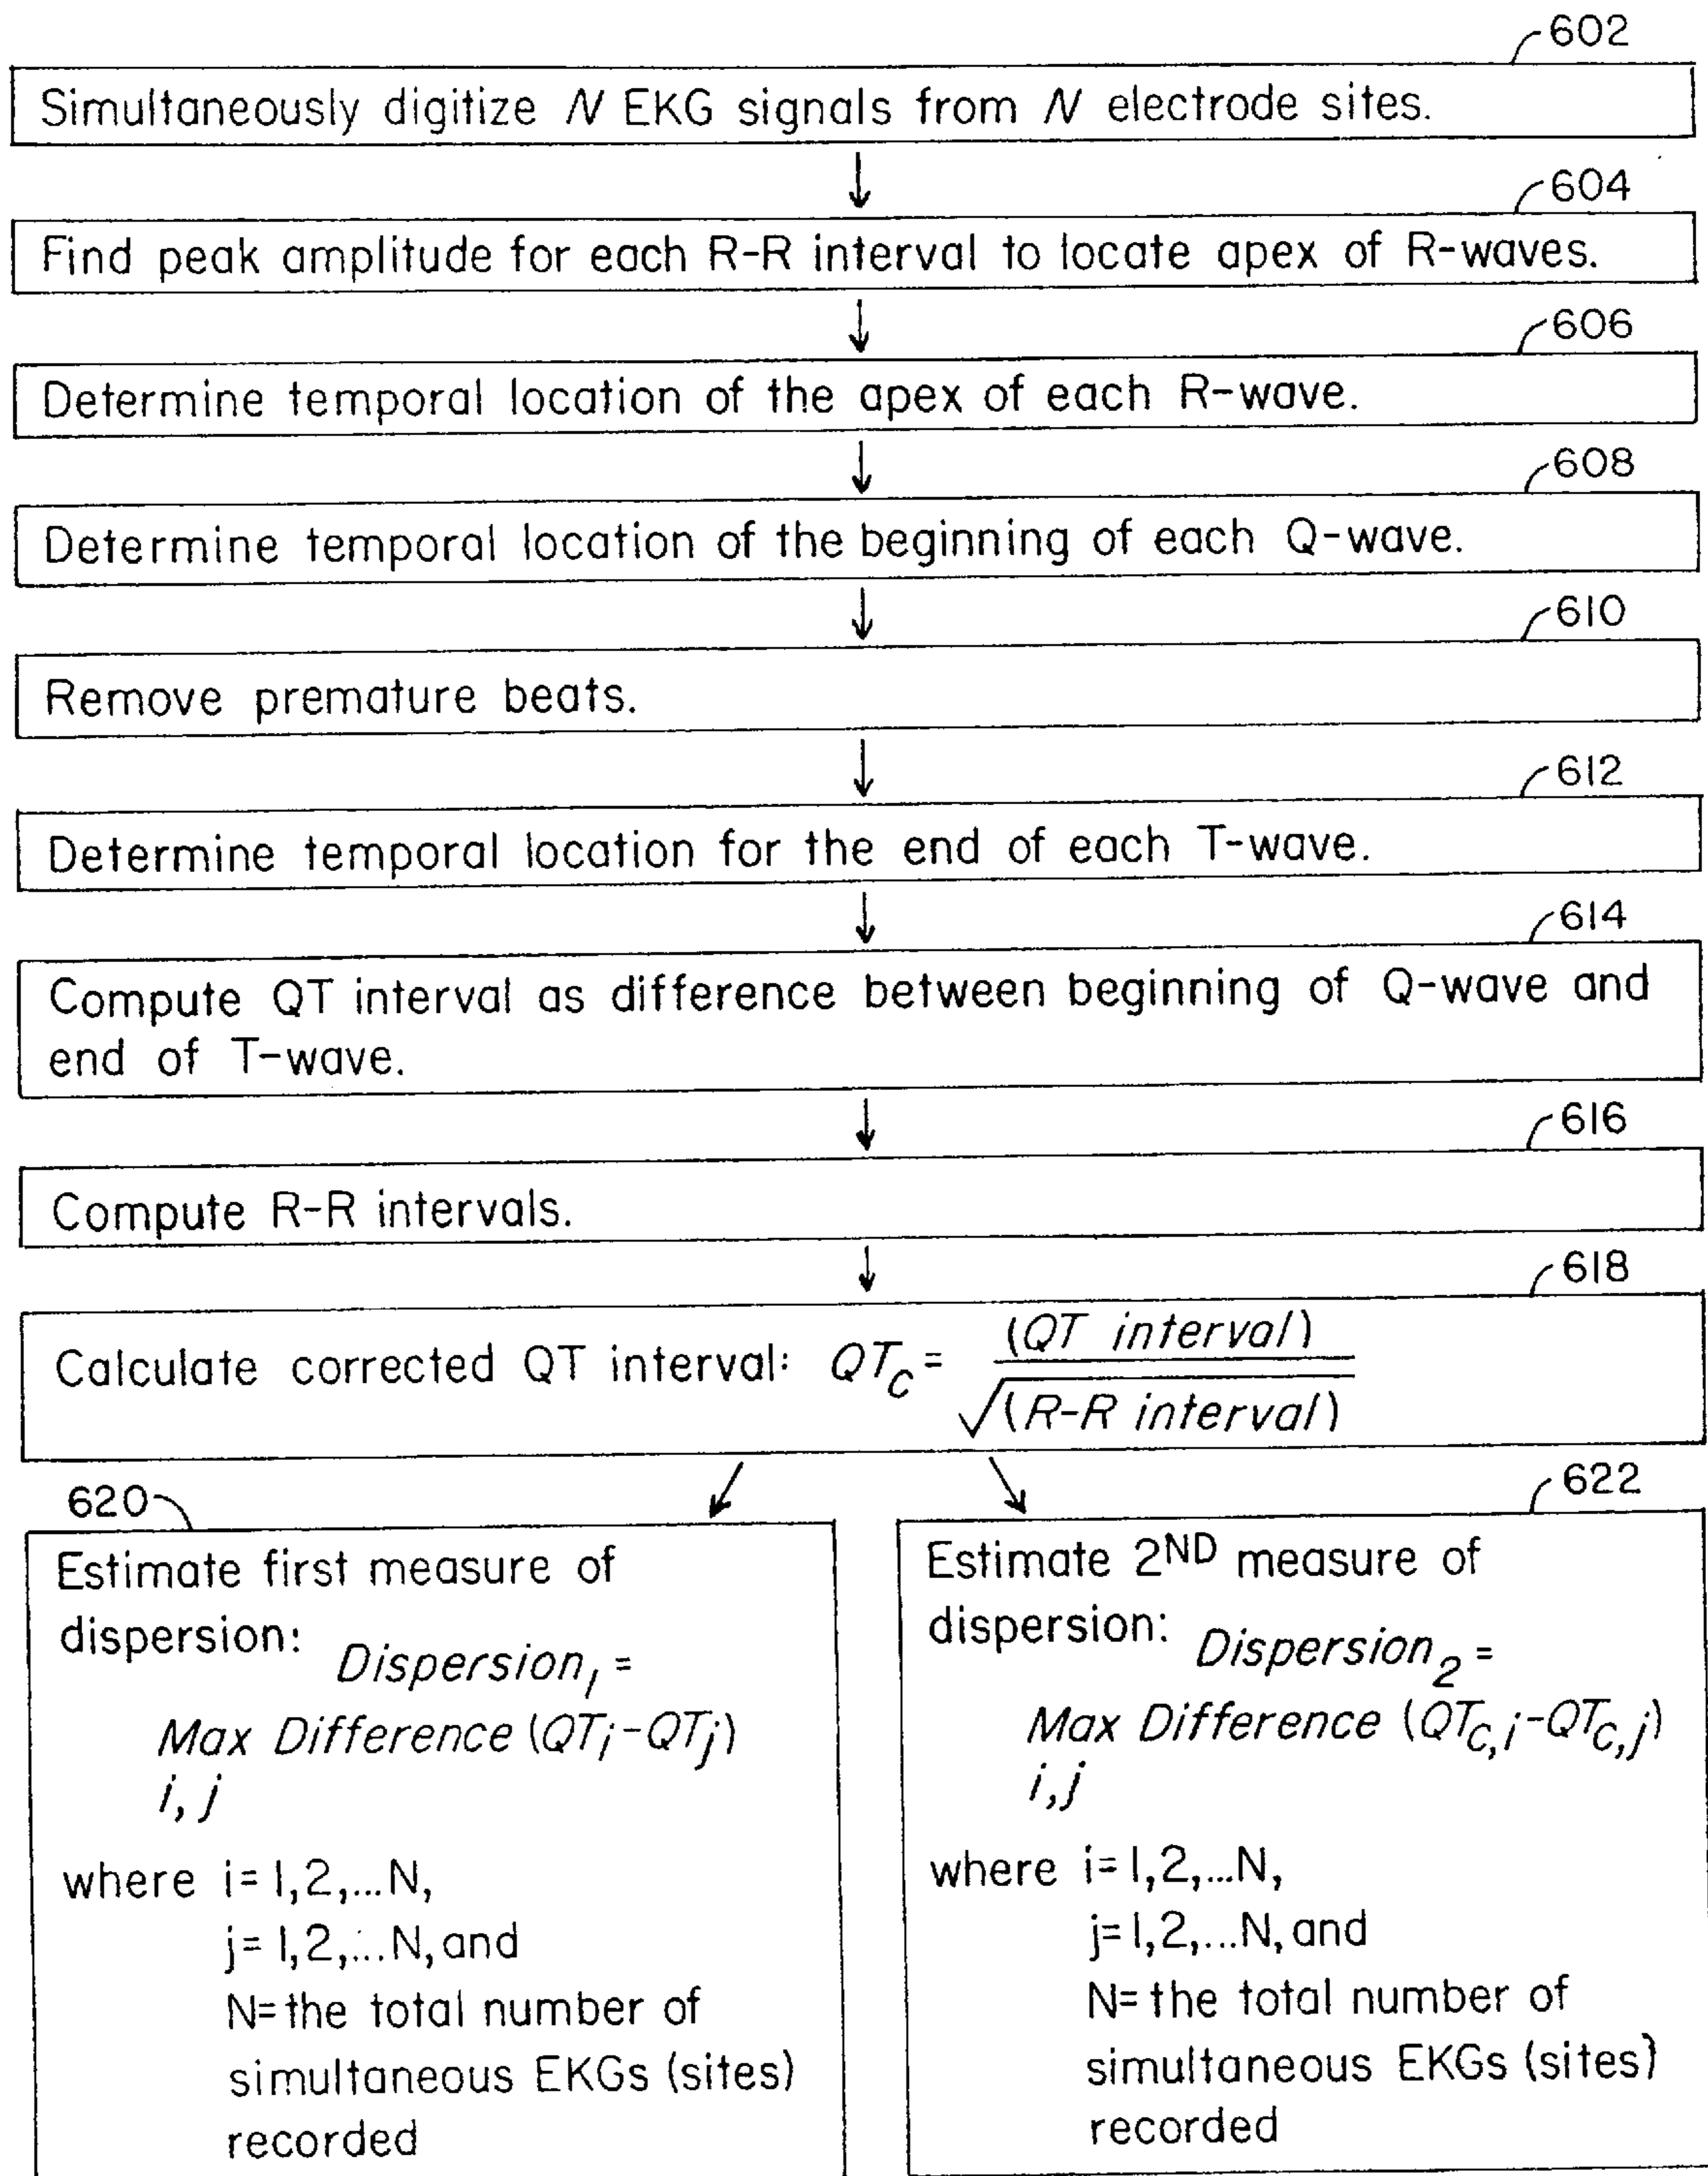 602
Simultaneously digitize N EKG signals from N electrode sites.
604
Find peak amplitude for each R-R interval to locate apex of R-waves.
606
Determine temporal location of the apex of each R-wave.
608
Determine temporal location of the beginning of each Q-wave.
610
Remove premature beats.
612
Determine temporal location for the end of each T-wave.
614
Compute QT interval as difference between beginning of Q-wave and
end of T-wave.
616
Compute R-R intervals.
618
Calculate corrected QT interval: QTc = (QT interval) / √(R-R interval)
620
Estimate first measure of
dispersion: Dispersion₁ =
Max Difference (QTi-QTj)
i, j
where i= 1,2,...N,
j= 1,2,...N, and
N= the total number of
simultaneous EKGs (sites)
recorded
622
Estimate 2ND measure of
dispersion: Dispersion₂ =
Max Difference (QTC,i-QTC,j)
i,j
where i= 1,2,...N,
j= 1,2,...N, and
N= the total number of
simultaneous EKGs (sites)
recorded